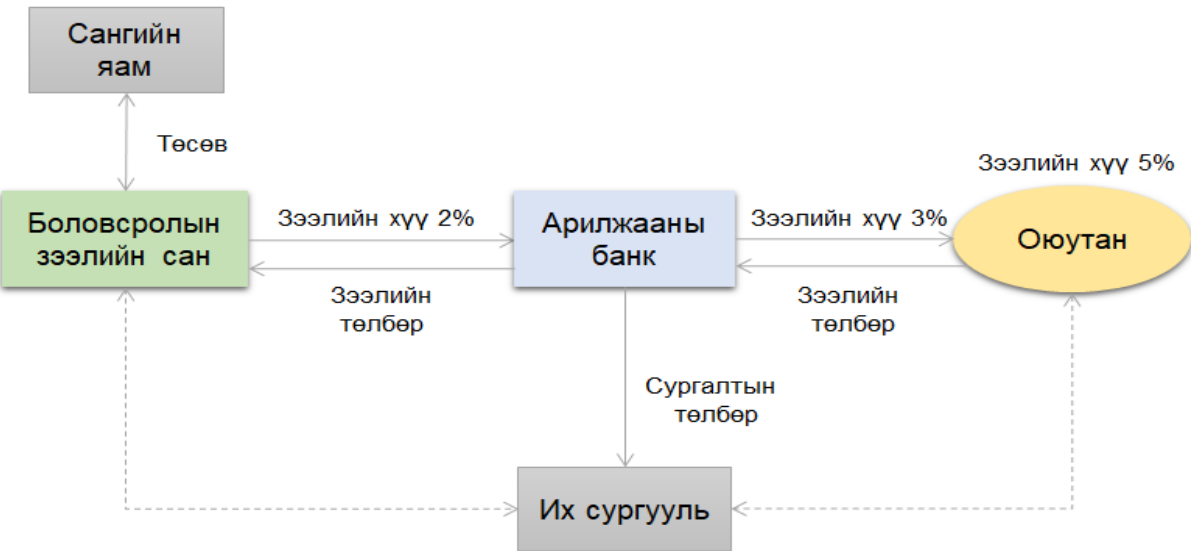 Сангийн
яам
Төсөв
Зээлийн хүү 5%
Боловсролын
зээлийн сан
Зээлийн хүү 2%
Арилжааны
банк
Зээлийн хүү 3%
Оюутан
Зээлийн
төлбөр
Зээлийн
төлбөр
Сургалтын
төлбөр
Их сургууль